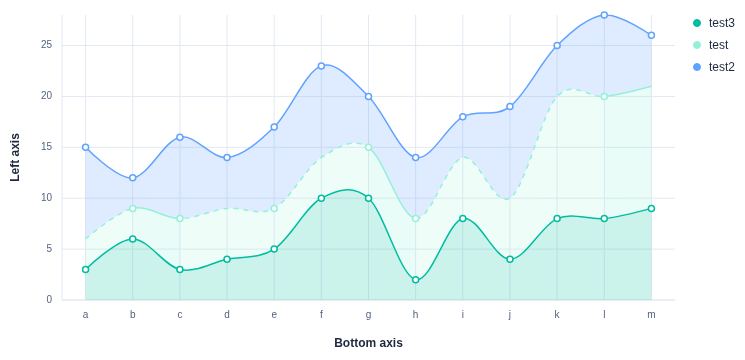 25
20
15
10
5
0
Left axis
a b c d e f g h i j k l m
Bottom axis
test3
test
test2